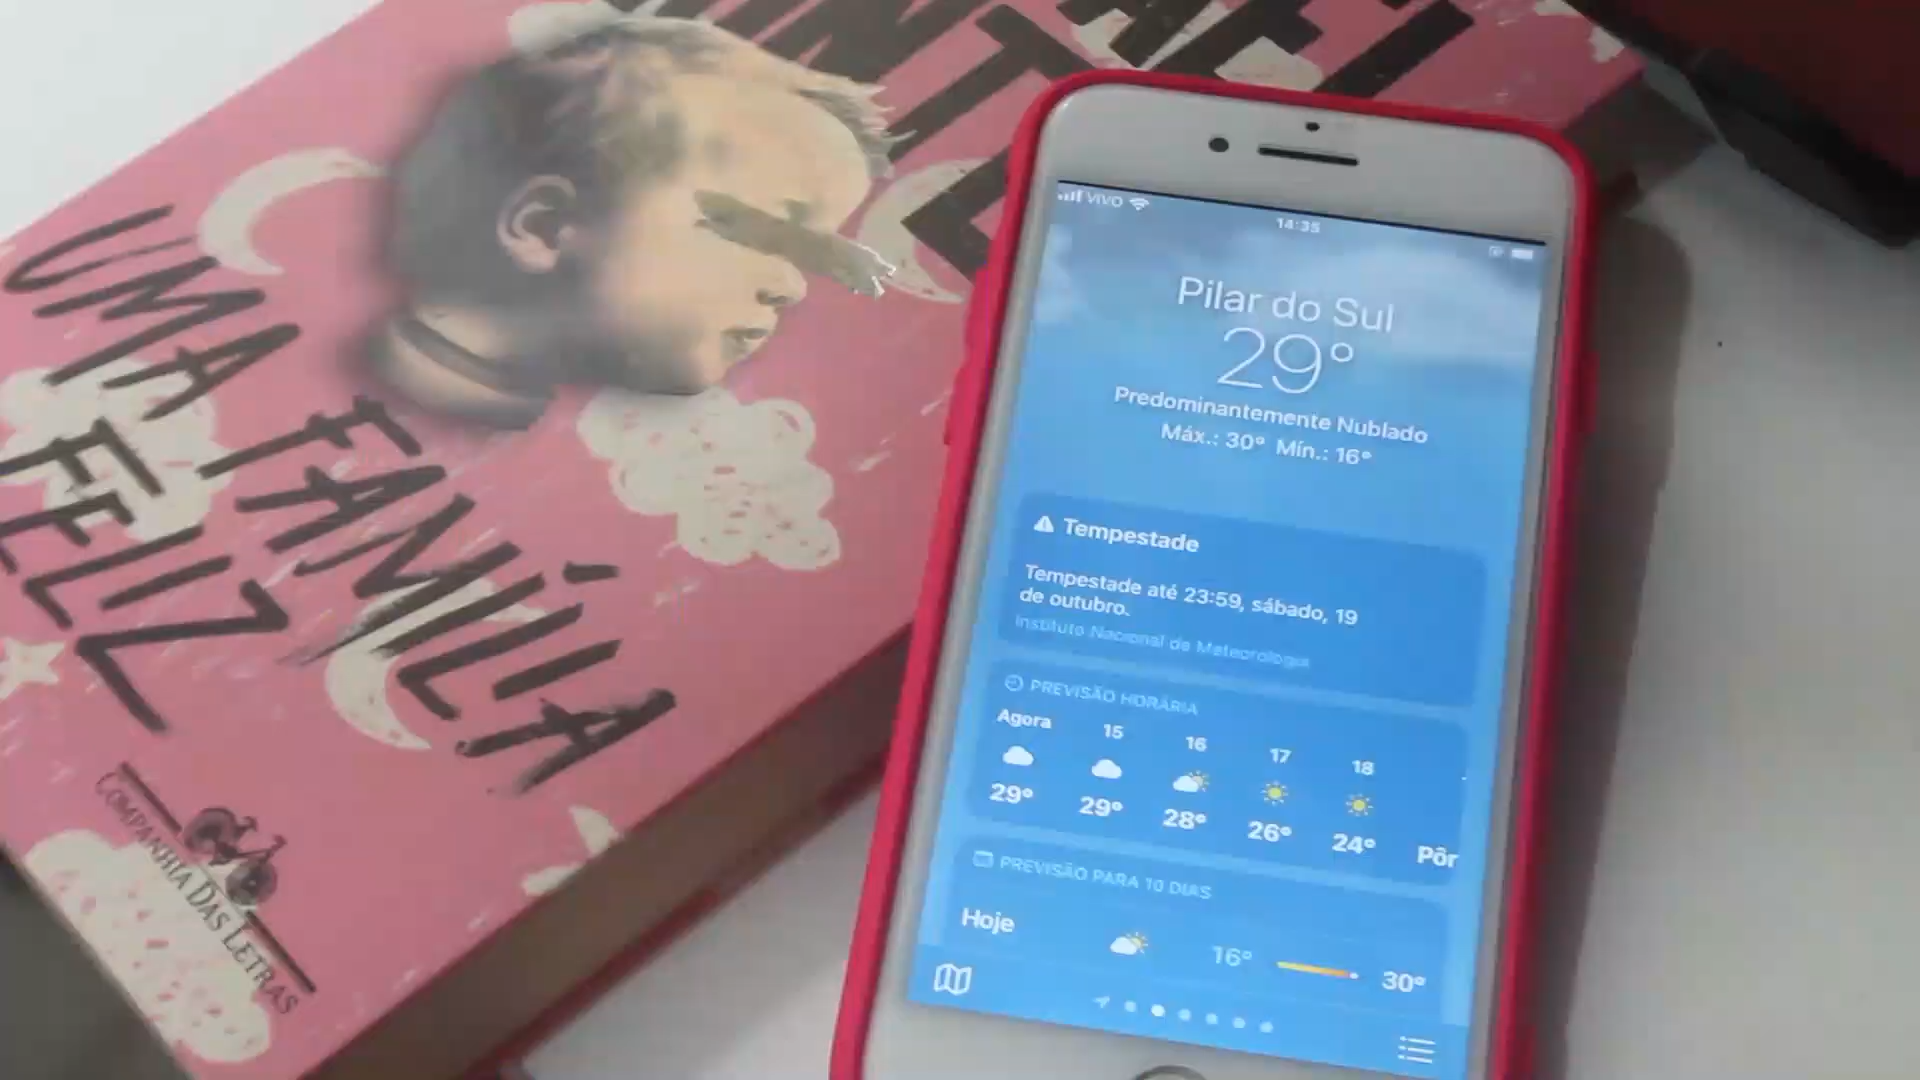 UMA FAMÍLIA
FELIZ
COMPANHIA DAS LETRAS
VIVO
14:35
Pilar do Sul
29°
Predominantemente Nublado
Máx.: 30° Mín.: 16°
Tempestade
Tempestade até 23:59, sábado, 19
de outubro.
Instituto Nacional de Meteorologia
PREVISÃO HORÁRIA
Agora 15 16 17 18
29° 29° 28° 26° 24° Pôr
PREVISÃO PARA 10 DIAS
Hoje 16° 30°